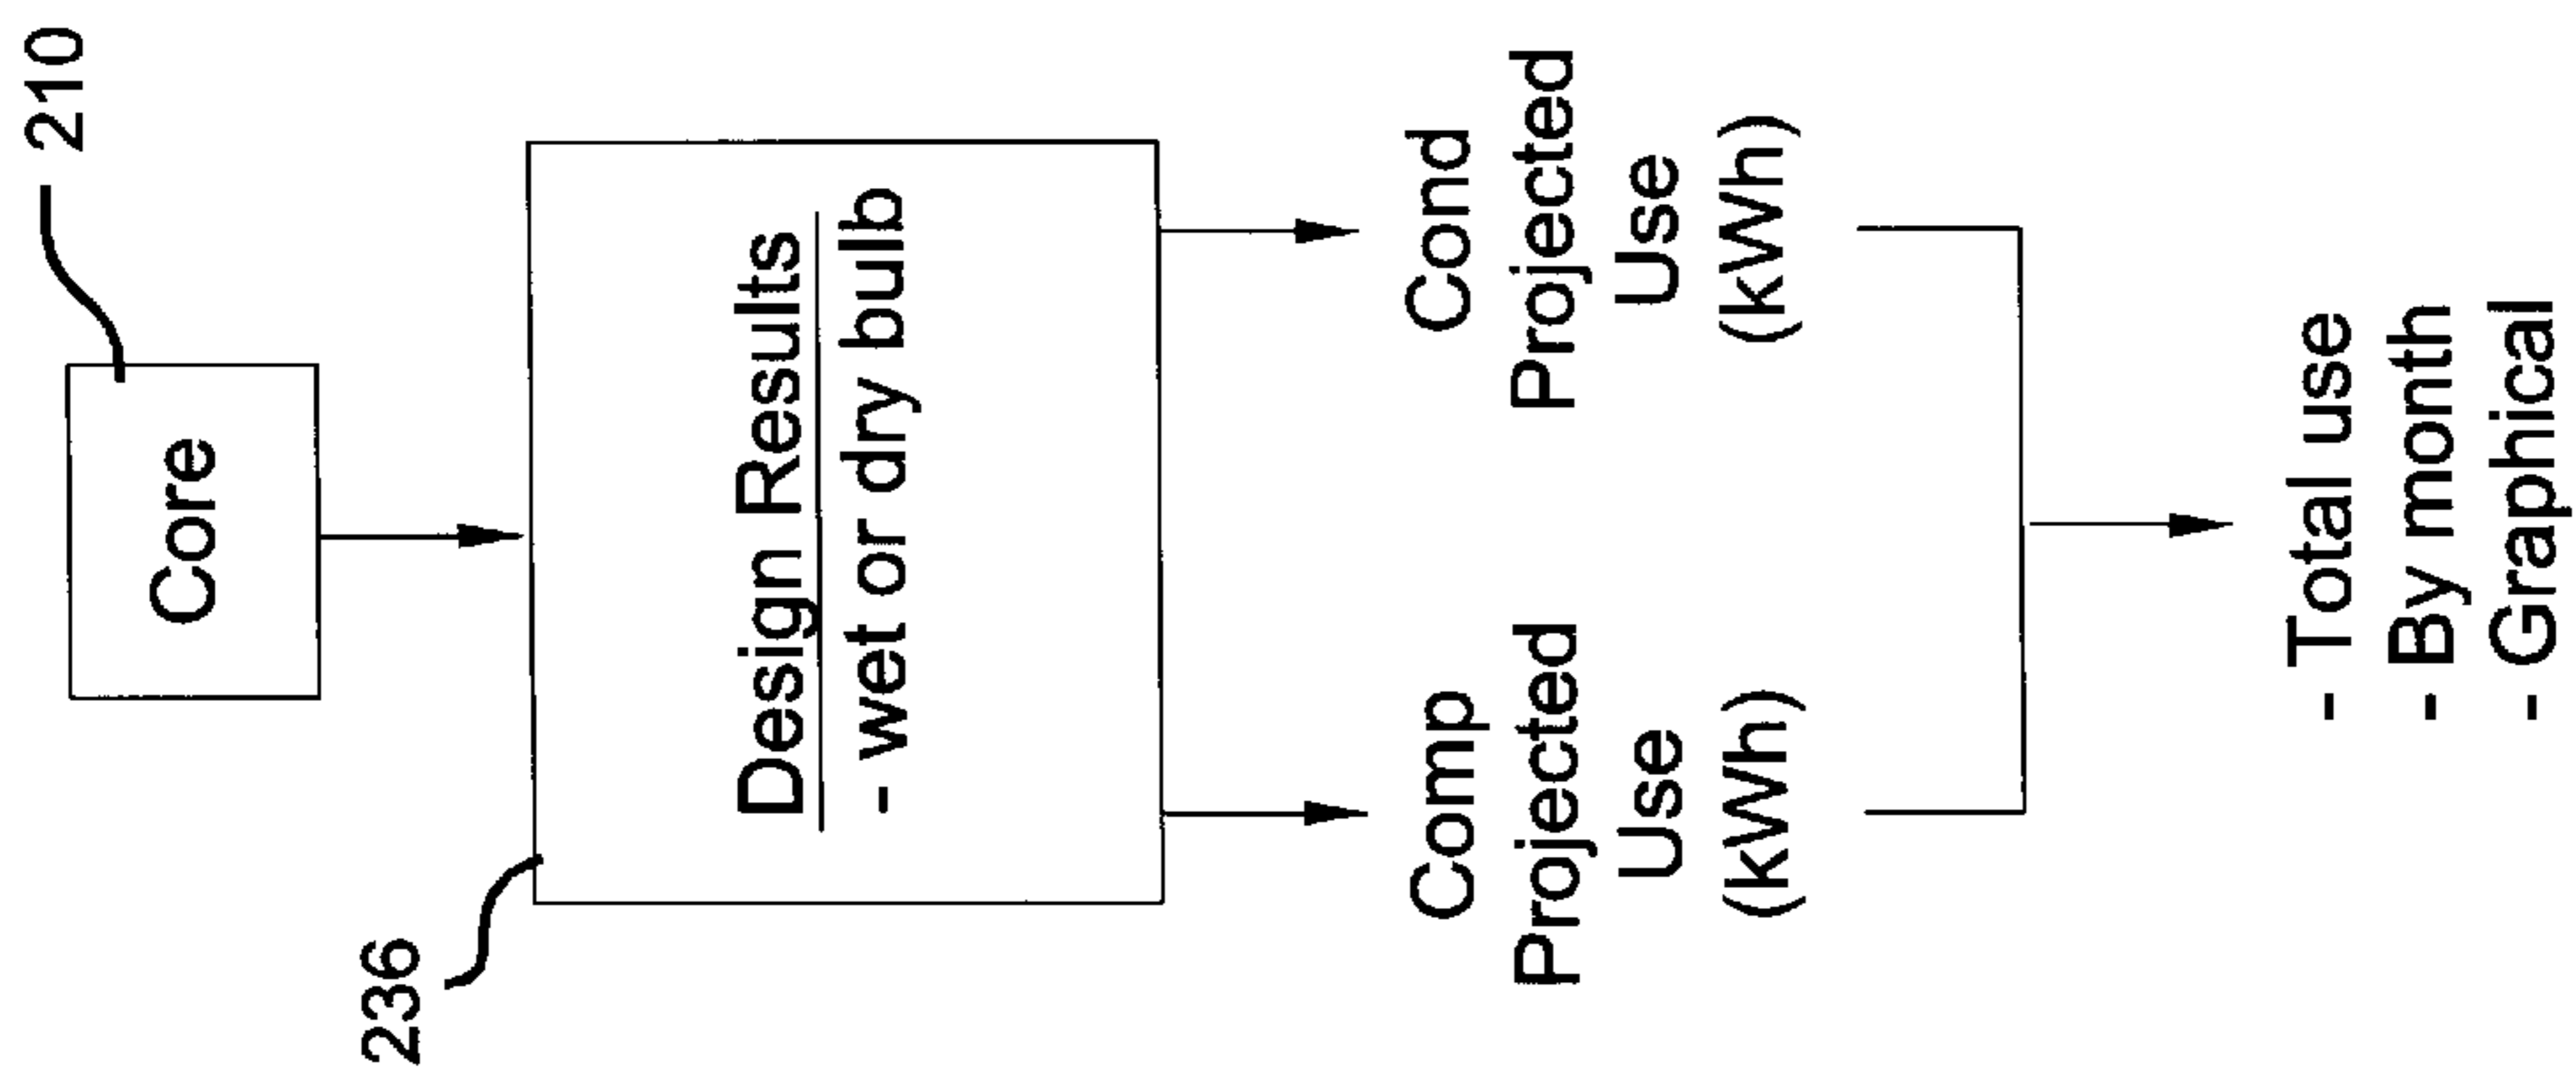 210
Core
236
Design Results
- wet or dry bulb
Comp
Projected
Use
(kWh)
Cond
Projected
Use
(kWh)
- Total use
- By month
- Graphical